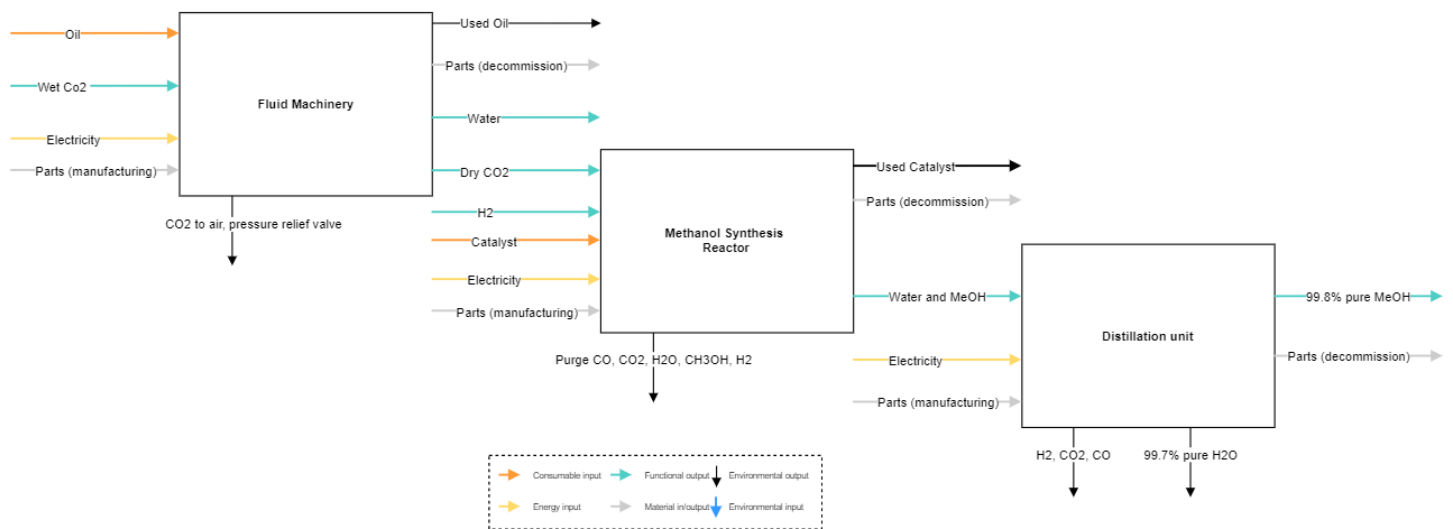 Oil
Wet Co2
Electricity
Parts (manufacturing)
Fluid Machinery
Used Oil
Parts (decommission)
Water
Dry CO2
CO2 to air, pressure relief valve
H2
Catalyst
Electricity
Parts (manufacturing)
Methanol Synthesis
Reactor
Used Catalyst
Parts (decommission)
Water and MeOH
Purge CO, CO2, H2O, CH3OH, H2
Electricity
Parts (manufacturing)
Distillation unit
99.8% pure MeOH
Parts (decommission)
H2, CO2, CO
99.7% pure H2O
Consumable input
Functional output
Environmental output
Energy input
Material in/output
Environmental input